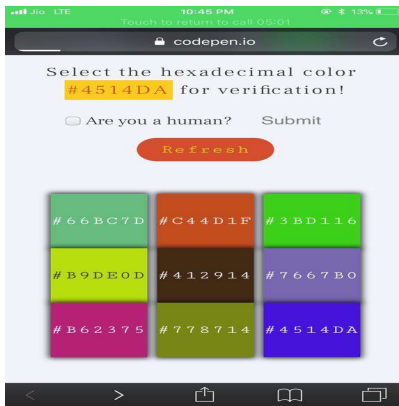 Jio LTE 10:45 PM 13%
Touch to return to call 05:01
codepen.io
Select the hexadecimal color
#4514DA for verification!
Are you a human? Submit
Refresh
#66BC7D #C44D1F #3BD116
#B9DE0D #412914 #7667B0
#B62375 #778714 #4514DA